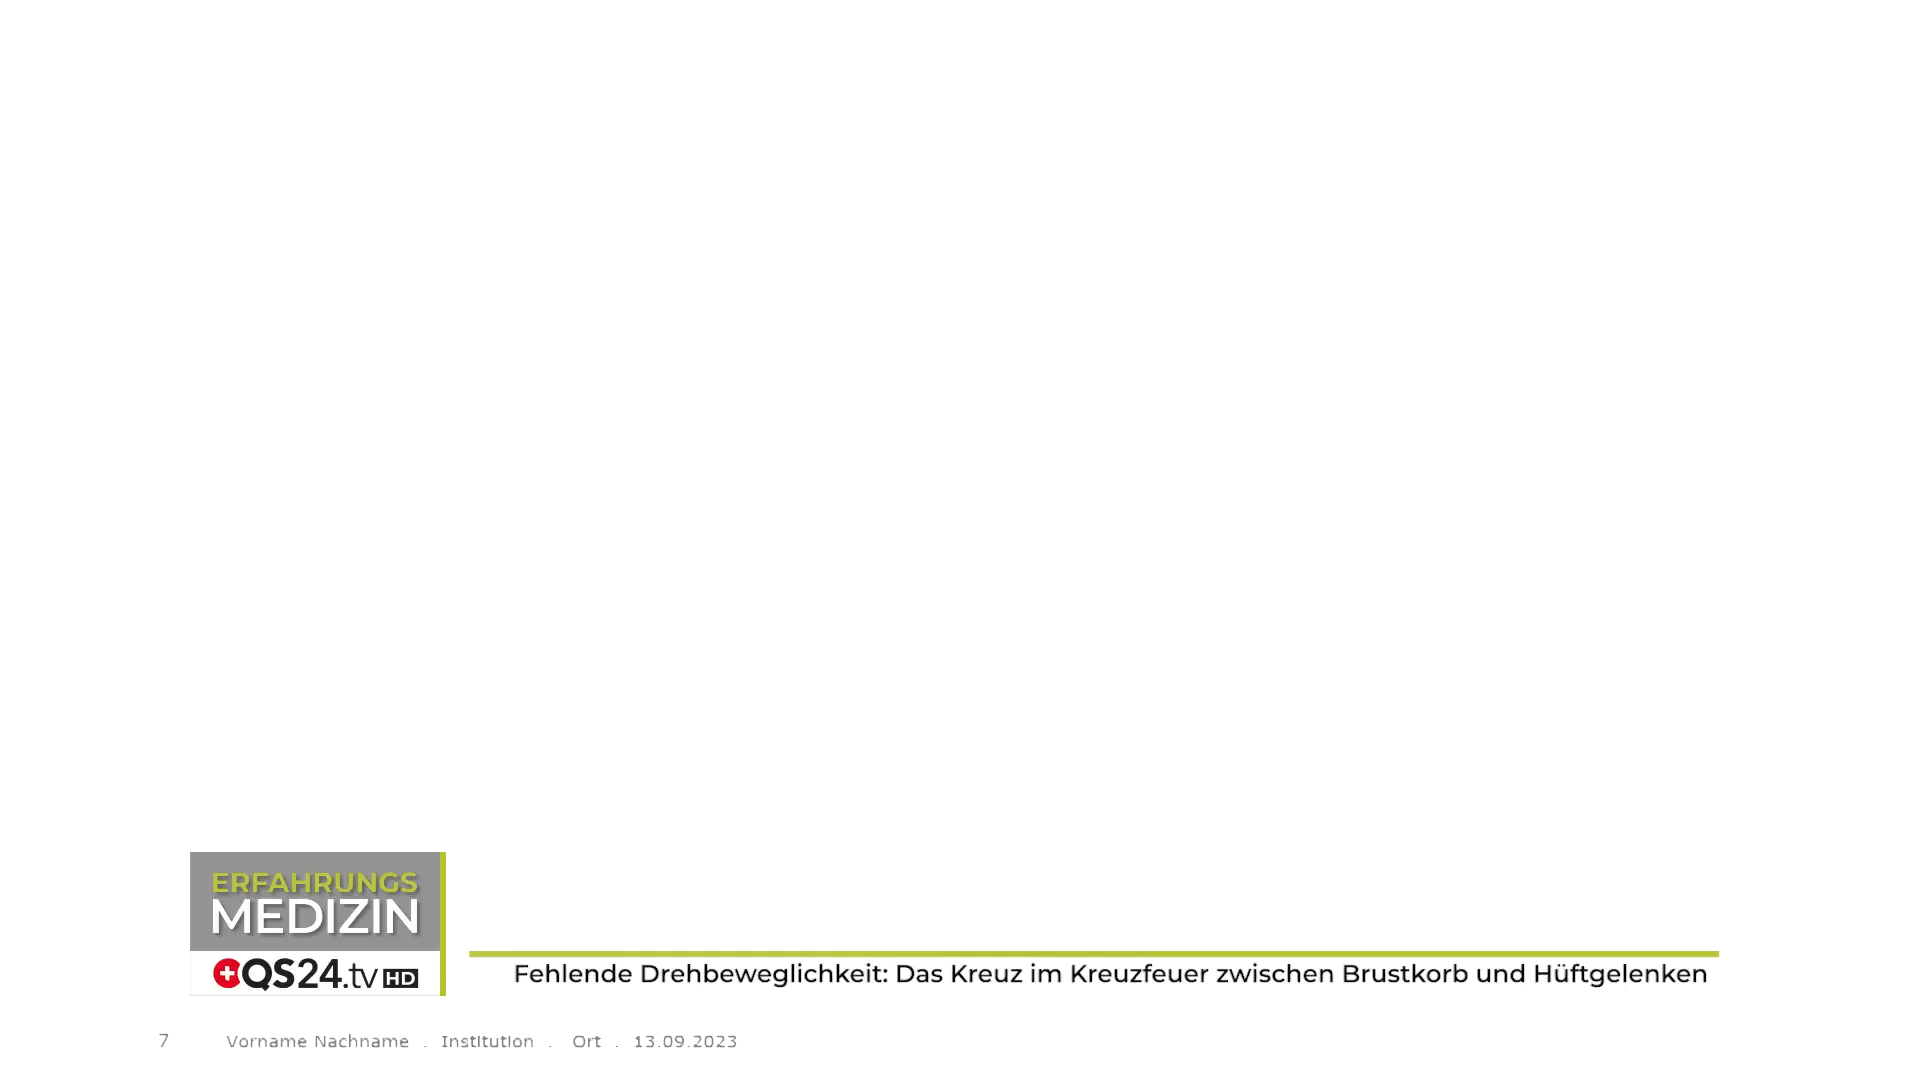 ERFAHRUNGS
MEDIZIN
QS24.tv HD
Fehlende Drehbeweglichkeit: Das Kreuz im Kreuzfeuer zwischen Brustkorb und Hüftgelenken
7 Vorname Nachname . Institution . Ort . 13.09.2023